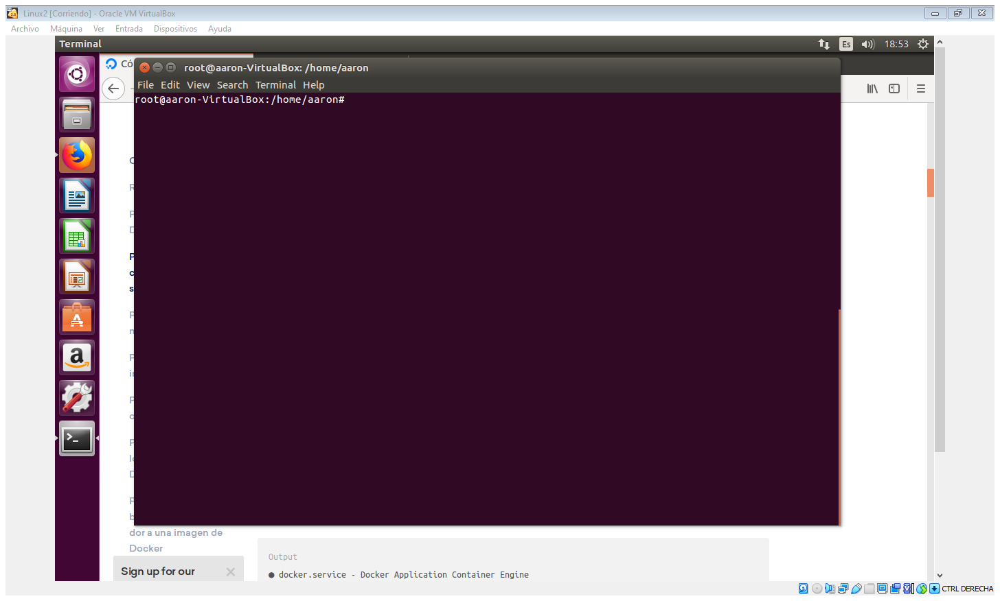 Linux2 [Corriendo] - Oracle VM VirtualBox
Archivo Máquina Ver Entrada Dispositivos Ayuda
Terminal Es 18:53
Có
root@aaron-VirtualBox: /home/aaron
File Edit View Search Terminal Help
root@aaron-VirtualBox:/home/aaron#
dor a una imagen de
Docker
Sign up for our
Output
● docker.service - Docker Application Container Engine
CTRL DERECHA